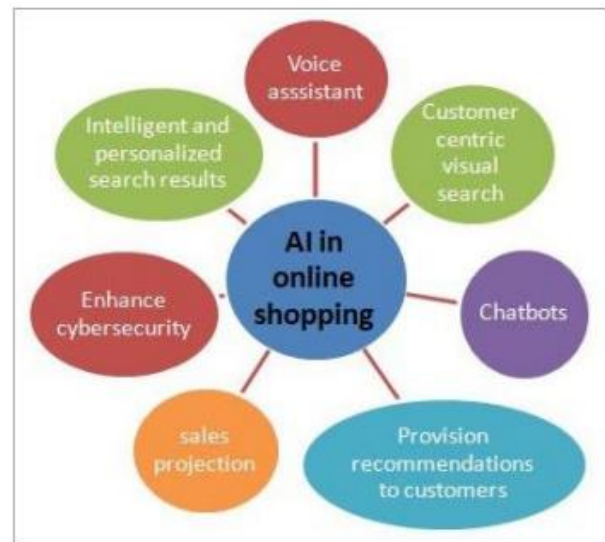 Voice
asssistant
Intelligent and
personalized
search results
Customer
centric
visual
search
AI in
online
shopping
Enhance
cybersecurity
Chatbots
sales
projection
Provision
recommendations
to customers